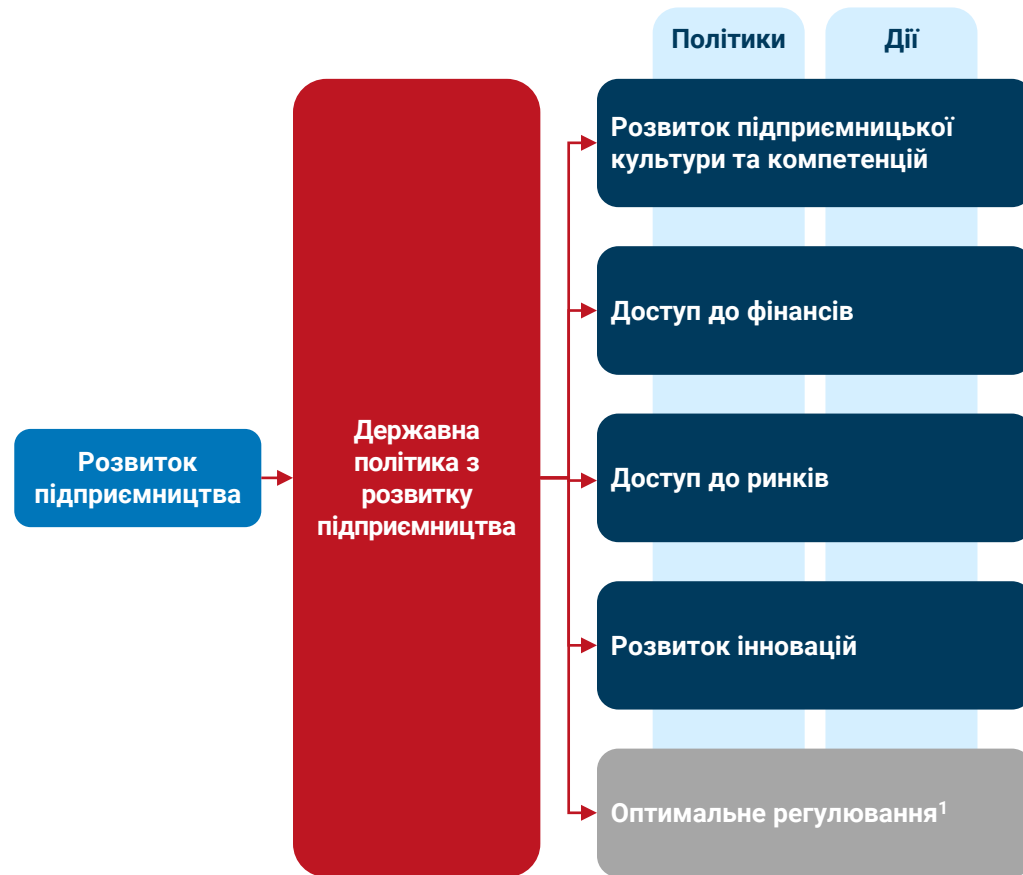 Політики
Дії
Розвиток підприємницької
культури та компетенцій
Доступ до фінансів
Розвиток
підприємництва
Державна
політика з
розвитку
підприємництва
Доступ до ринків
Розвиток інновацій
Оптимальне регулювання¹